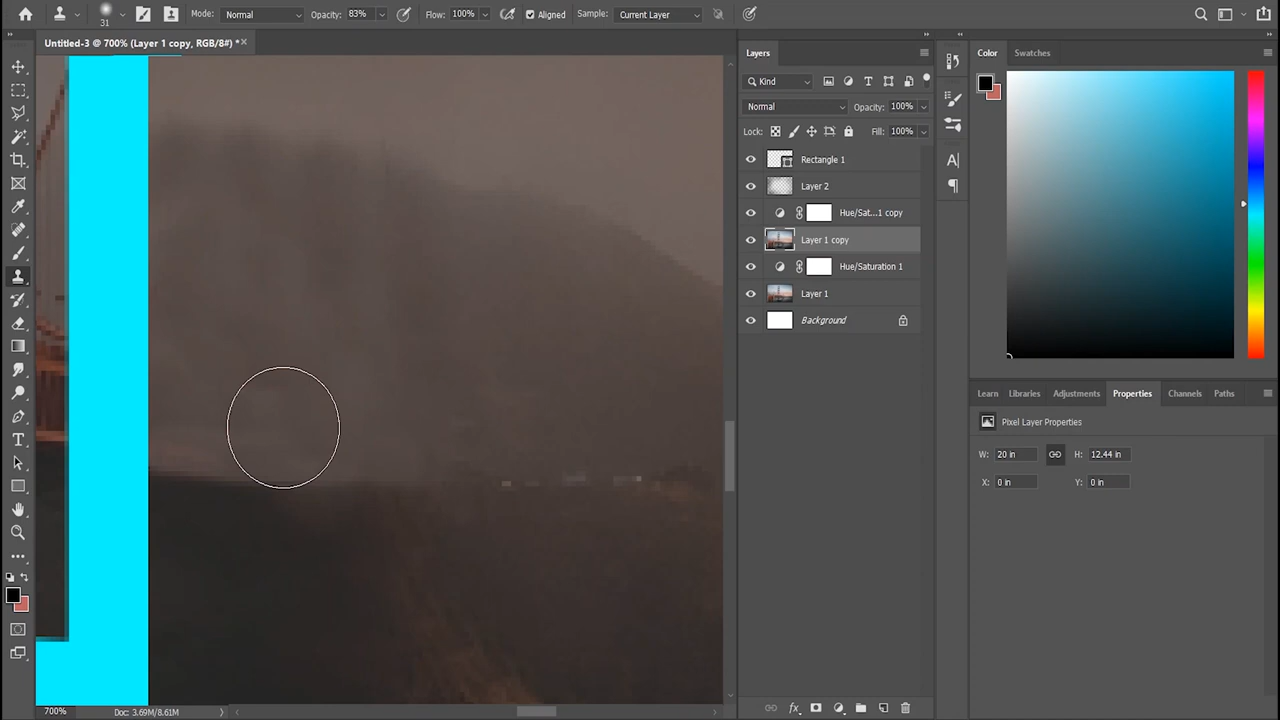 31
Mode: Normal
Opacity: 83%
Flow: 100%
Aligned
Sample: Current Layer
Untitled-3 @ 700% (Layer 1 copy, RGB/8#) *
Layers
Kind
Normal
Opacity: 100%
Lock:
Fill: 100%
Rectangle 1
Layer 2
Hue/Sat...1 copy
Layer 1 copy
Hue/Saturation 1
Layer 1
Background
Color
Swatches
Learn
Libraries
Adjustments
Properties
Channels
Paths
Pixel Layer Properties
W: 20 in
H: 12.44 in
X: 0 in
Y: 0 in
700%
Doc: 3.69M/8.61M